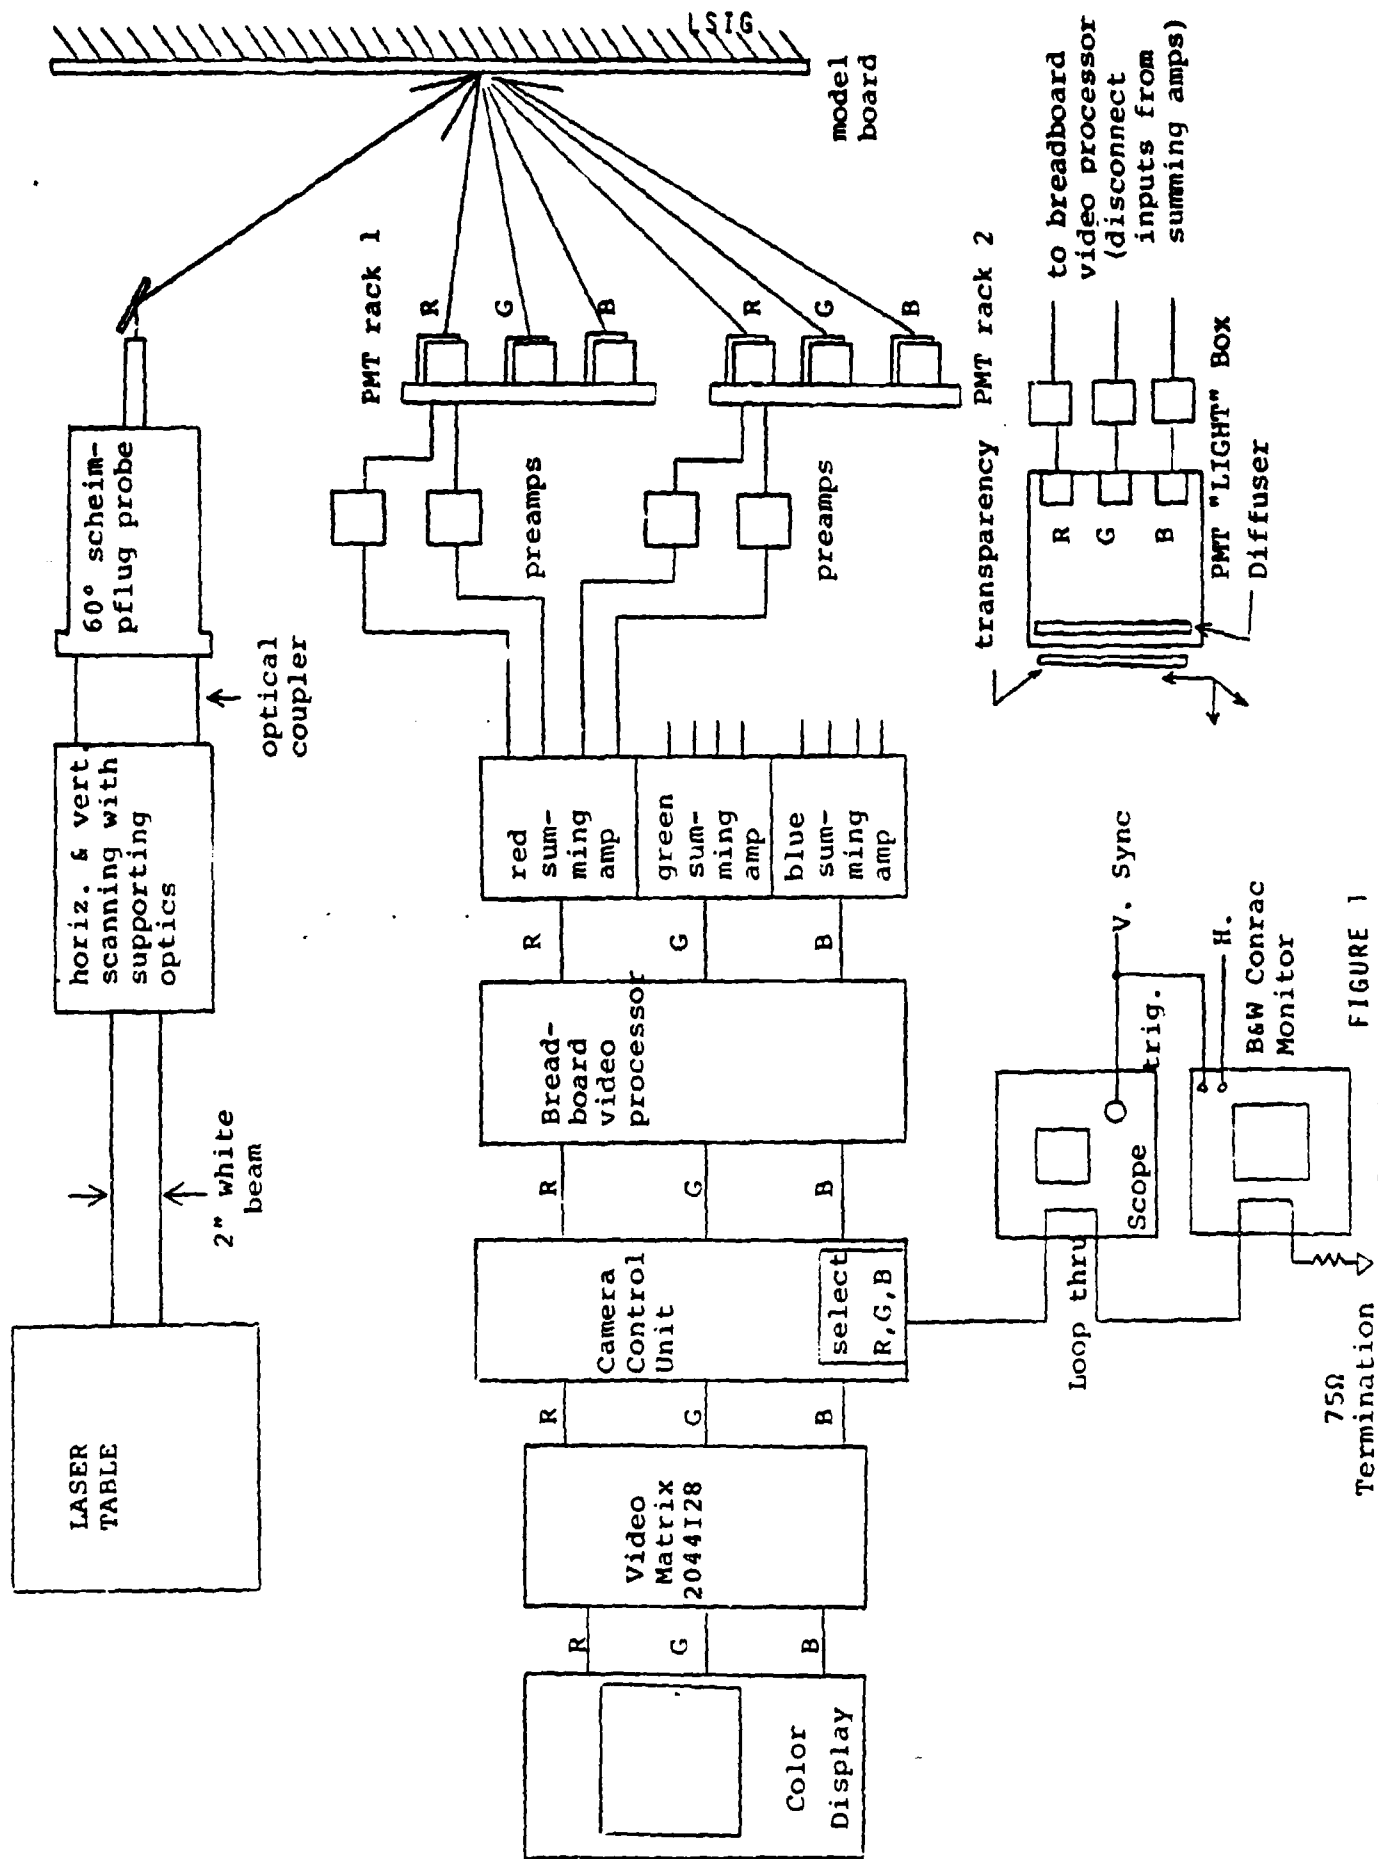 LSIG
LASER
TABLE
2" white
beam
horiz. & vert
scanning with
supporting
optics
optical
coupler
60° scheim-
pflug probe
model
board
PMT rack 1
R
G
B
preamps
R
G
B
PMT rack 2
preamps
red
sum-
ming
amp
green
sum-
ming
amp
blue
sum-
ming
amp
R
G
B
Bread-
board
video
processor
R
G
B
Camera
Control
Unit
select
R,G,B
R
G
B
Video
Matrix
2044128
R
G
B
Color
Display
transparency
R
G
B
PMT "LIGHT" Box
Diffuser
to breadboard
video processor
(disconnect
inputs from
summing amps)
Loop thru
Scope
trig.
V. Sync
H.
B&W Conrac
Monitor
75Ω
Termination
FIGURE 1